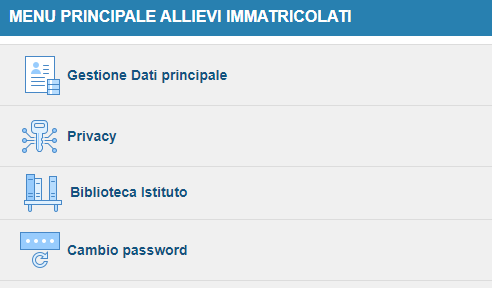 MENU PRINCIPALE ALLIEVI IMMATRICOLATI
Gestione Dati principale
Privacy
Biblioteca Istituto
Cambio password